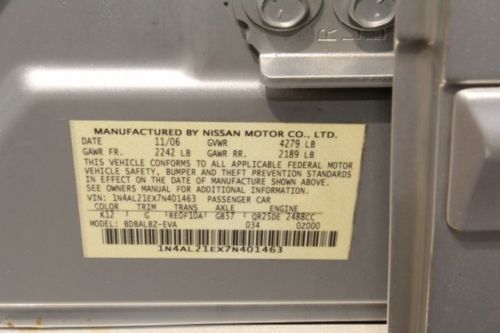 MANUFACTURED BY NISSAN MOTOR CO., LTD.
DATE 11/06 GVWR 4279 LB
GAWR FR. 2242 LB GAWR RR. 2189 LB
THIS VEHICLE CONFORMS TO ALL APPLICABLE FEDERAL MOTOR
VEHICLE SAFETY, BUMPER AND THEFT PREVENTION STANDARDS
IN EFFECT ON THE DATE OF MANUFACTURE SHOWN ABOVE.
SEE OWNERS MANUAL FOR ADDITIONAL INFORMATION.
VIN: 1N4AL21EX7N401463 PASSENGER CAR
COLOR TRIM TRANS AXLE ENGINE
K12 G RE0F10A GB57 QR25DE 2488CC
MODEL: BDBALBZ-EVA 034 02000
1N4AL21EX7N401463